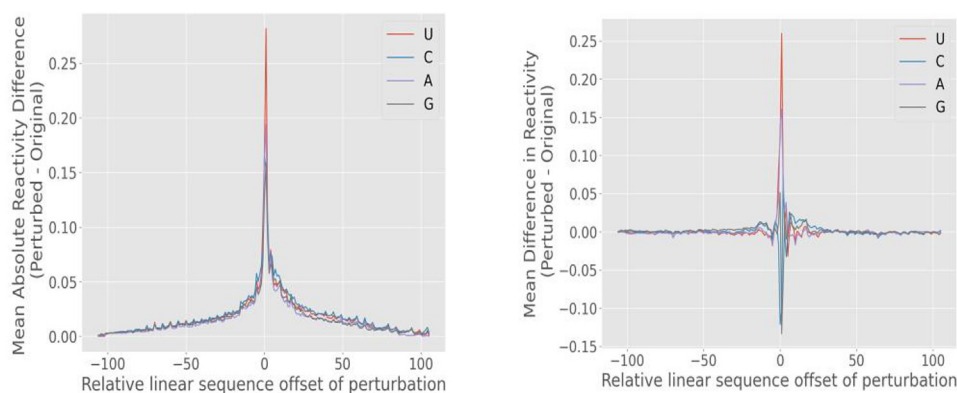 Mean Absolute Reactivity Difference
(Perturbed - Original)
0.25
0.20
0.15
0.10
0.05
0.00
−100
−50
0
50
100
Relative linear sequence offset of perturbation
U
C
A
G
Mean Difference in Reactivity
(Perturbed - Original)
0.25
0.20
0.15
0.10
0.05
0.00
−0.05
−0.10
−0.15
−100
−50
0
50
100
Relative linear sequence offset of perturbation
U
C
A
G